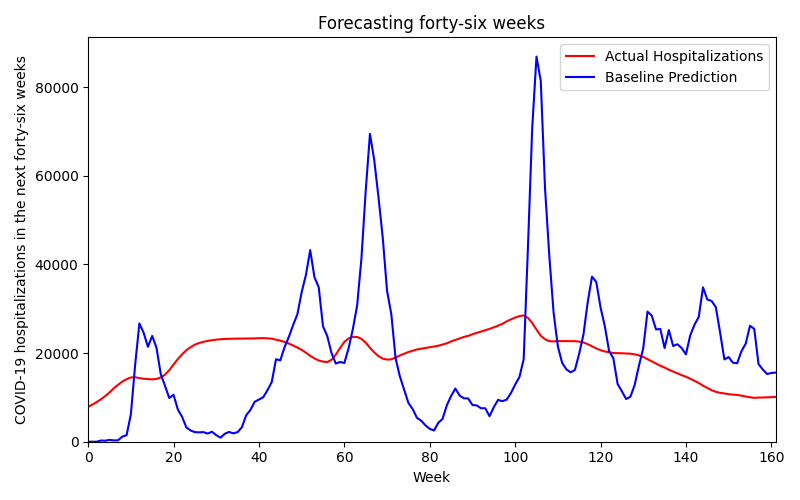 Forecasting forty-six weeks
Actual Hospitalizations
Baseline Prediction
COVID-19 hospitalizations in the next forty-six weeks
80000
60000
40000
20000
0
0 20 40 60 80 100 120 140 160
Week